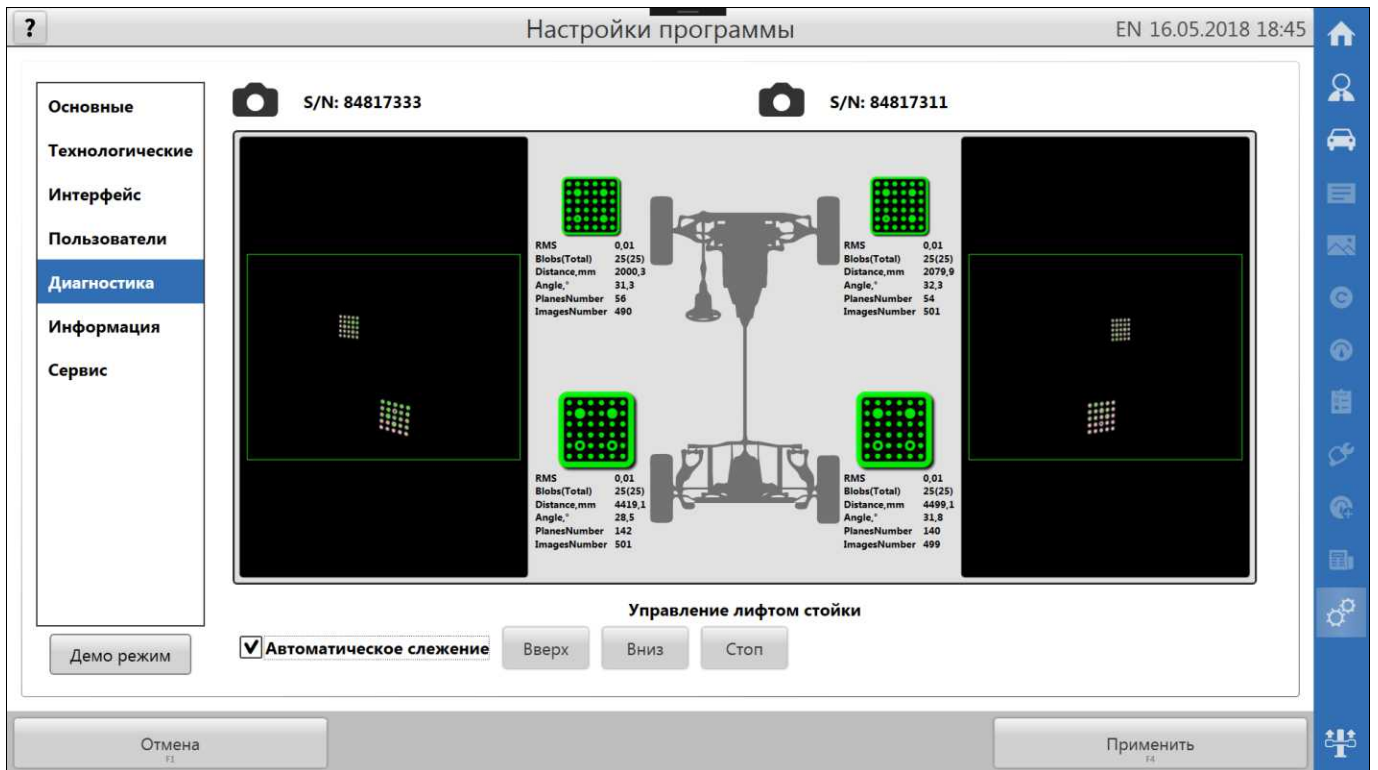 ?
Настройки программы
EN 16.05.2018 18:45
Основные
Технологические
Интерфейс
Пользователи
Диагностика
Информация
Сервис
Демо режим
S/N: 84817333
S/N: 84817311
RMS 0,01
Blobs(Total) 25(25)
Distance,mm 2000,3
Angle,° 31,3
PlanesNumber 56
ImagesNumber 490
RMS 0,01
Blobs(Total) 25(25)
Distance,mm 2079,9
Angle,° 32,3
PlanesNumber 54
ImagesNumber 501
RMS 0,01
Blobs(Total) 25(25)
Distance,mm 4419,1
Angle,° 28,5
PlanesNumber 142
ImagesNumber 501
RMS 0,01
Blobs(Total) 25(25)
Distance,mm 4499,1
Angle,° 31,8
PlanesNumber 140
ImagesNumber 499
Управление лифтом стойки
Автоматическое слежение
Вверх
Вниз
Стоп
Отмена
F1
Применить
F4